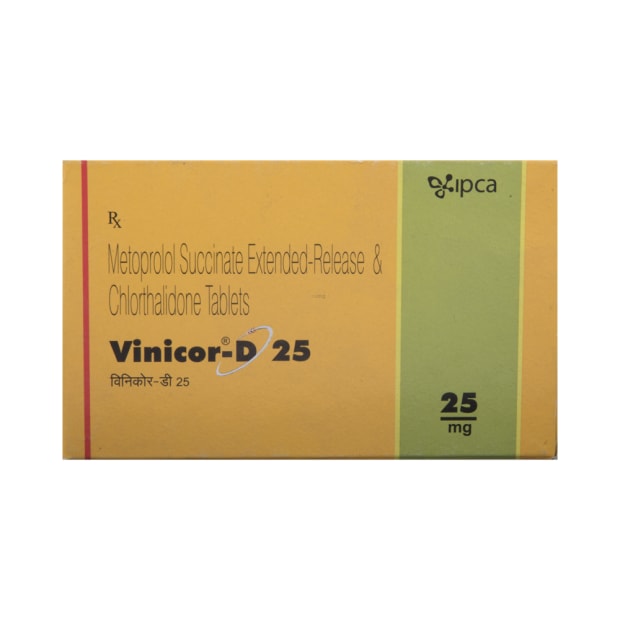 ipca
Rx
Metoprolol Succinate Extended-Release &
Chlorthalidone Tablets
Vinicor®-D 25
विनिकोर-डी 25
25
mg